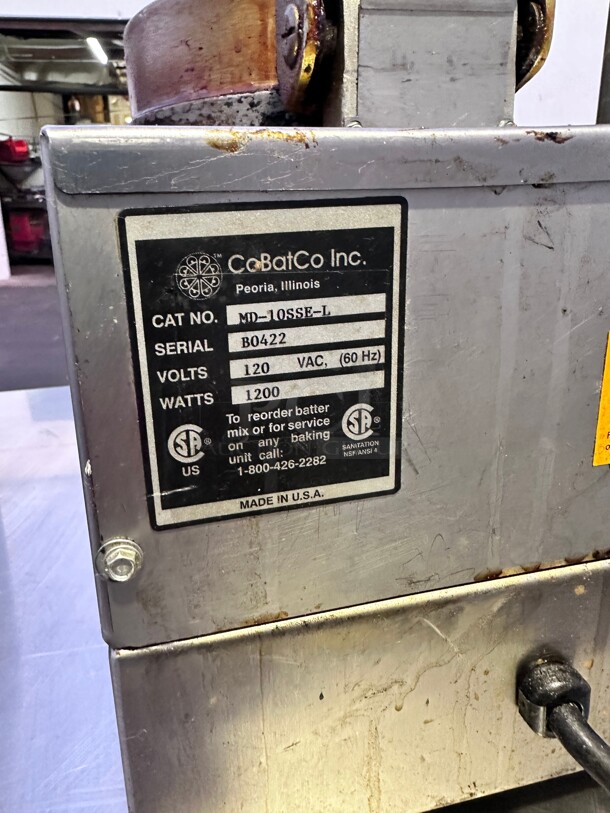 CoBatCo Inc.
TM
Peoria, Illinois
CAT NO. MD-10SSE-L
SERIAL B0422
VOLTS 120 VAC, (60 Hz)
WATTS 1200
To reorder batter
mix or for service
on any baking
unit call:
1-800-426-2282
SA ®
US
SA ®
SANITATION
NSF/ANSI 4
MADE IN U.S.A.